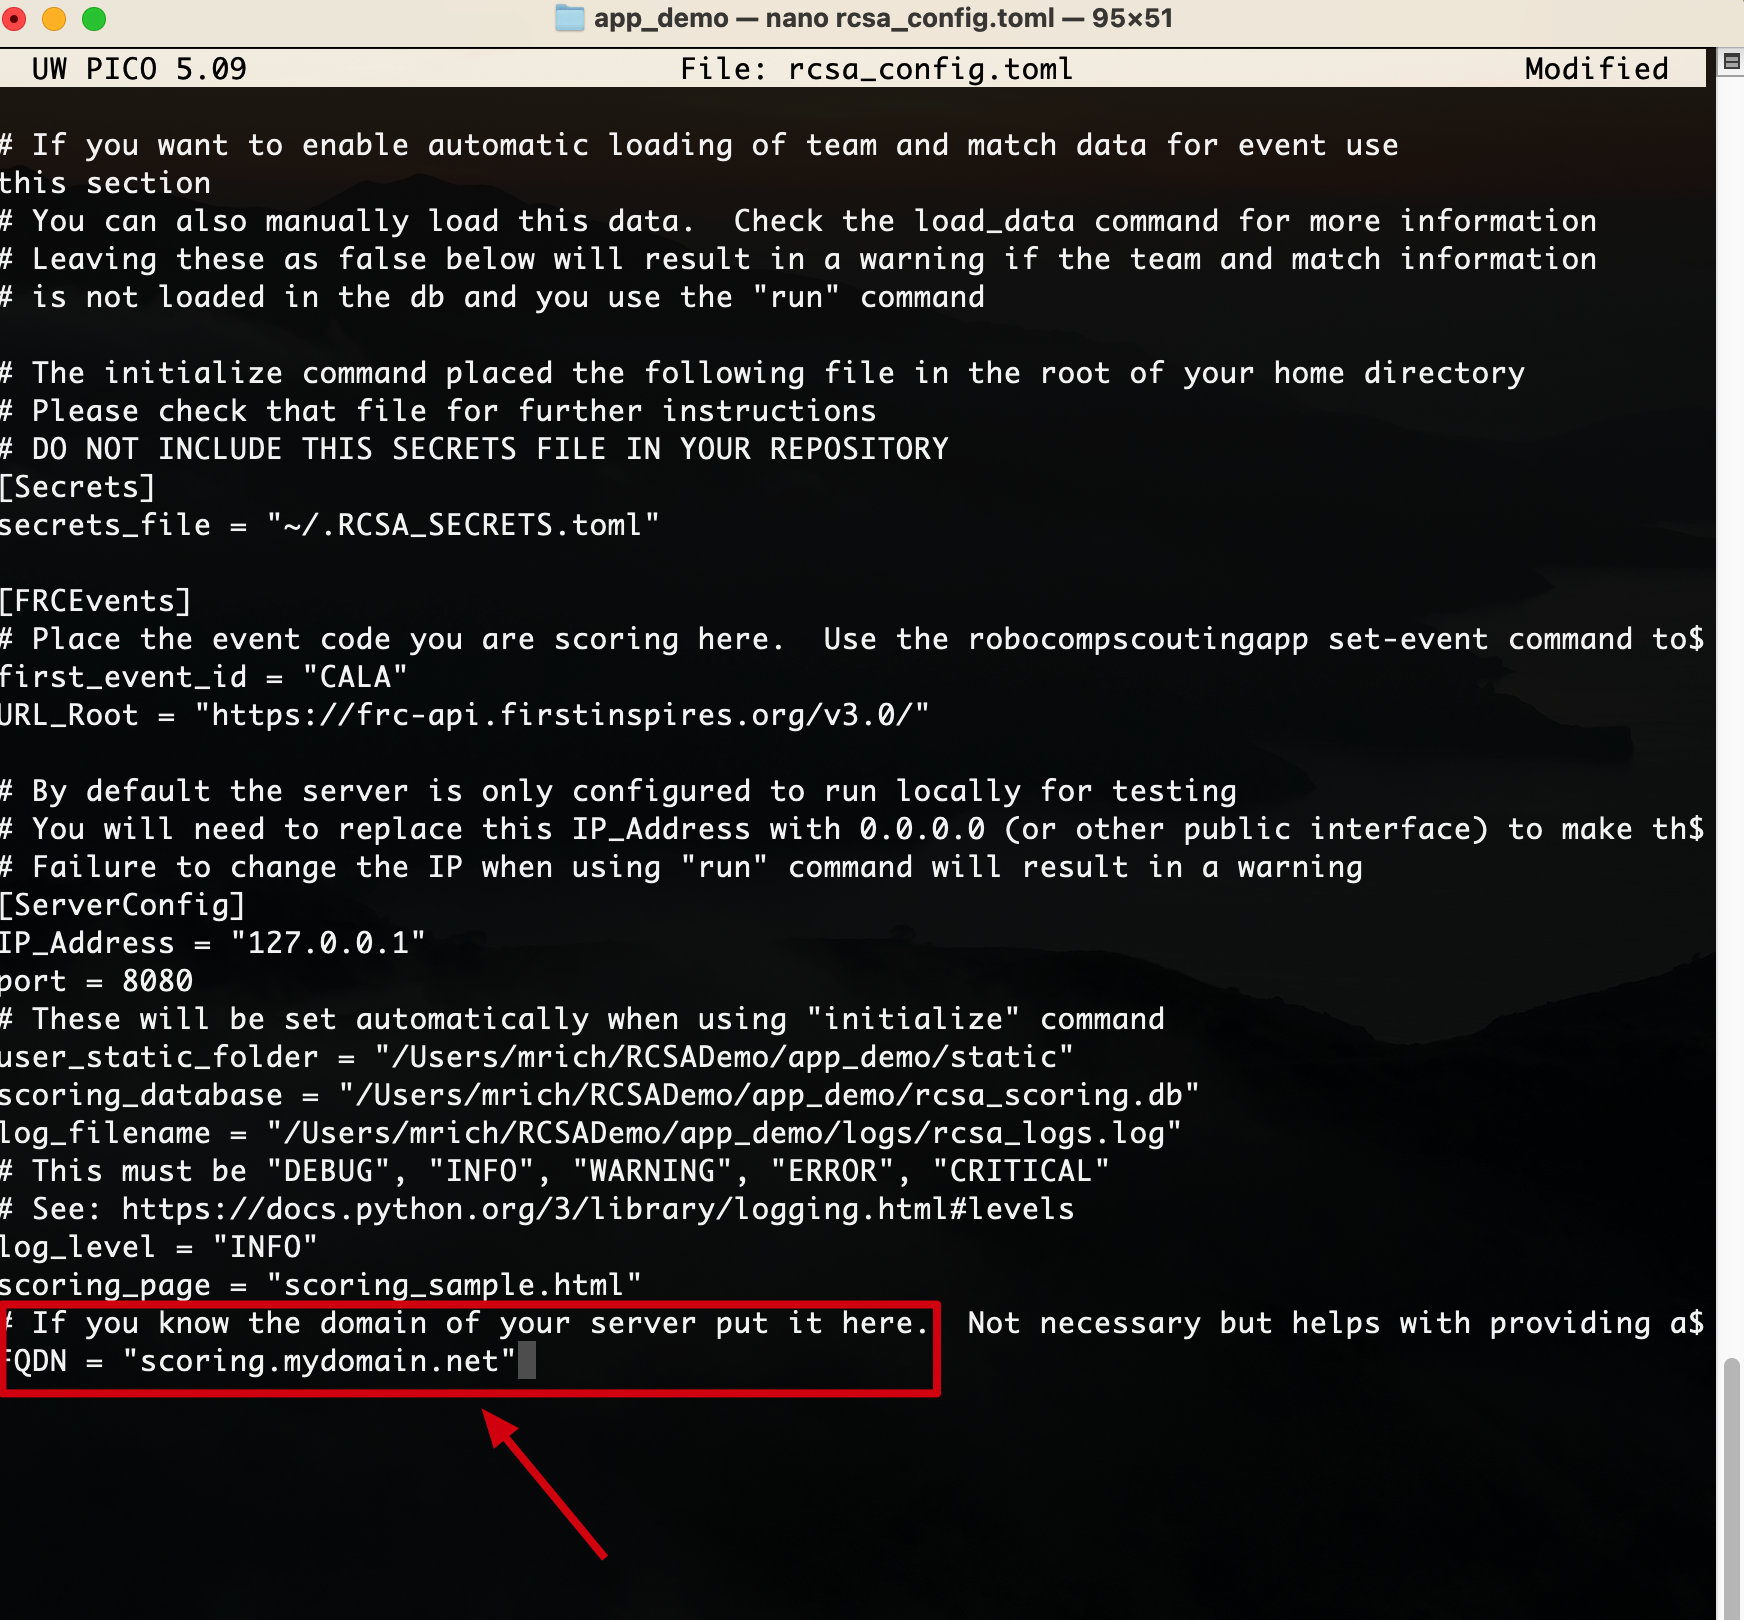 app_demo — nano rcsa_config.toml — 95×51
UW PICO 5.09 File: rcsa_config.toml Modified
# If you want to enable automatic loading of team and match data for event use
this section
# You can also manually load this data.  Check the load_data command for more information
# Leaving these as false below will result in a warning if the team and match information
# is not loaded in the db and you use the "run" command
# The initialize command placed the following file in the root of your home directory
# Please check that file for further instructions
# DO NOT INCLUDE THIS SECRETS FILE IN YOUR REPOSITORY
[Secrets]
secrets_file = "~/.RCSA_SECRETS.toml"
[FRCEvents]
# Place the event code you are scoring here.  Use the robocompscoutingapp set-event command to$
first_event_id = "CALA"
URL_Root = "https://frc-api.firstinspires.org/v3.0/"
# By default the server is only configured to run locally for testing
# You will need to replace this IP_Address with 0.0.0.0 (or other public interface) to make th$
# Failure to change the IP when using "run" command will result in a warning
[ServerConfig]
IP_Address = "127.0.0.1"
port = 8080
# These will be set automatically when using "initialize" command
user_static_folder = "/Users/mrich/RCSADemo/app_demo/static"
scoring_database = "/Users/mrich/RCSADemo/app_demo/rcsa_scoring.db"
log_filename = "/Users/mrich/RCSADemo/app_demo/logs/rcsa_logs.log"
# This must be "DEBUG", "INFO", "WARNING", "ERROR", "CRITICAL"
# See: https://docs.python.org/3/library/logging.html#levels
log_level = "INFO"
scoring_page = "scoring_sample.html"
# If you know the domain of your server put it here.  Not necessary but helps with providing a$
FQDN = "scoring.mydomain.net"